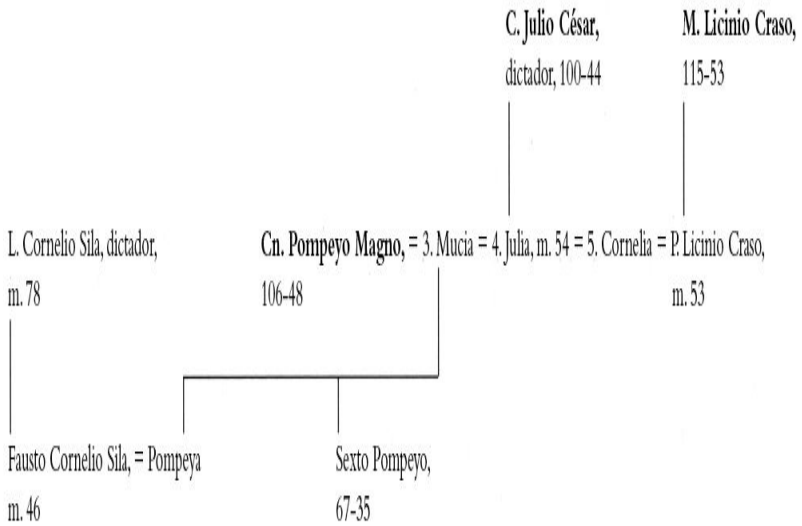 C. Julio César,
dictador, 100-44
M. Licinio Craso,
115-53
L. Cornelio Sila, dictador,
m. 78
Cn. Pompeyo Magno, = 3. Mucia = 4. Julia, m. 54 = 5. Cornelia = P. Licinio Craso,
106-48
m. 53
Fausto Cornelio Sila, = Pompeya
m. 46
Sexto Pompeyo,
67-35